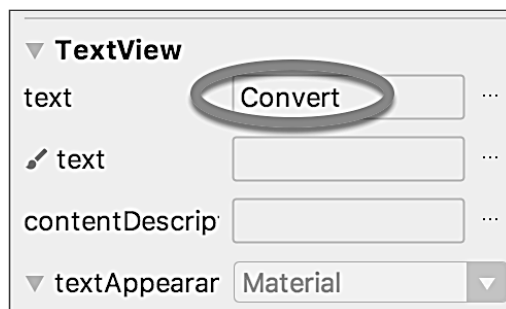 TextView
text Convert ...
text ...
contentDescrip ...
textAppearar Material